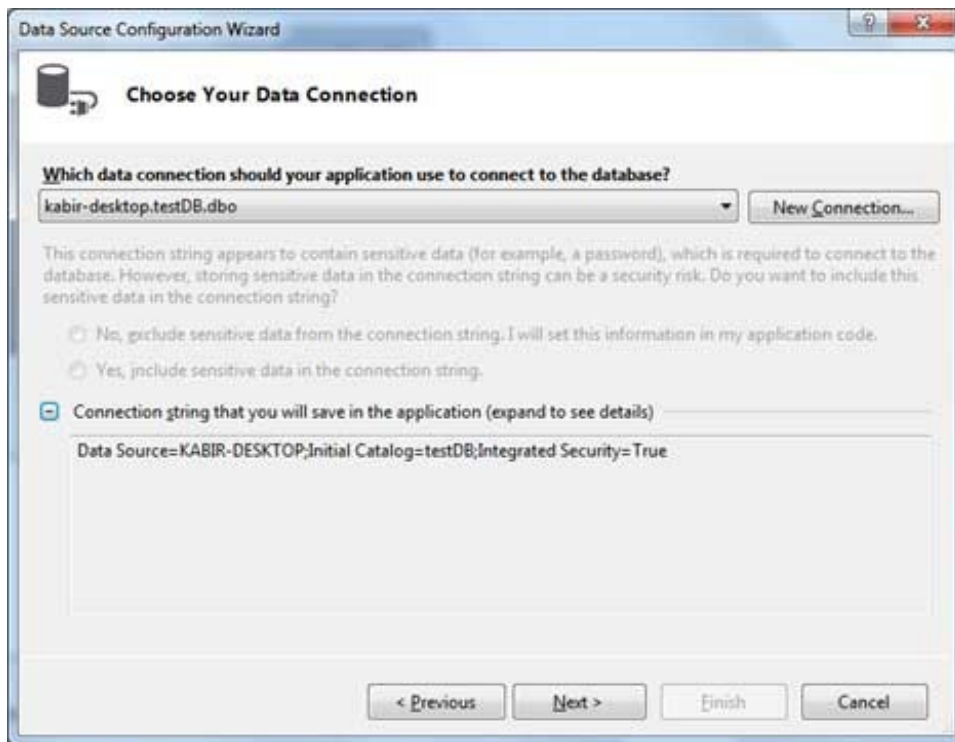 Data Source Configuration Wizard
Choose Your Data Connection
Which data connection should your application use to connect to the database?
kabir-desktop.testDB.dbo
New Connection...
This connection string appears to contain sensitive data (for example, a password), which is required to connect to the
database. However, storing sensitive data in the connection string can be a security risk. Do you want to include this
sensitive data in the connection string?
No, exclude sensitive data from the connection string. I will set this information in my application code.
Yes, include sensitive data in the connection string.
Connection string that you will save in the application (expand to see details)
Data Source=KABIR-DESKTOP;Initial Catalog=testDB;Integrated Security=True
< Previous
Next >
Finish
Cancel